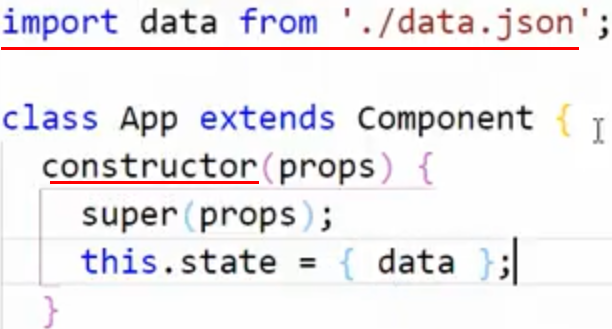 import data from './data.json';
class App extends Component {
constructor(props) {
super(props);
this.state = { data };
}